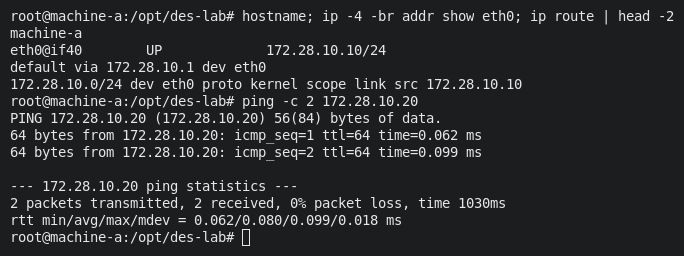 root@machine-a:/opt/des-lab# hostname; ip -4 -br addr show eth0; ip route | head -2
machine-a
eth0@if40        UP             172.28.10.10/24
default via 172.28.10.1 dev eth0
172.28.10.0/24 dev eth0 proto kernel scope link src 172.28.10.10
root@machine-a:/opt/des-lab# ping -c 2 172.28.10.20
PING 172.28.10.20 (172.28.10.20) 56(84) bytes of data.
64 bytes from 172.28.10.20: icmp_seq=1 ttl=64 time=0.062 ms
64 bytes from 172.28.10.20: icmp_seq=2 ttl=64 time=0.099 ms

--- 172.28.10.20 ping statistics ---
2 packets transmitted, 2 received, 0% packet loss, time 1030ms
rtt min/avg/max/mdev = 0.062/0.080/0.099/0.018 ms
root@machine-a:/opt/des-lab#